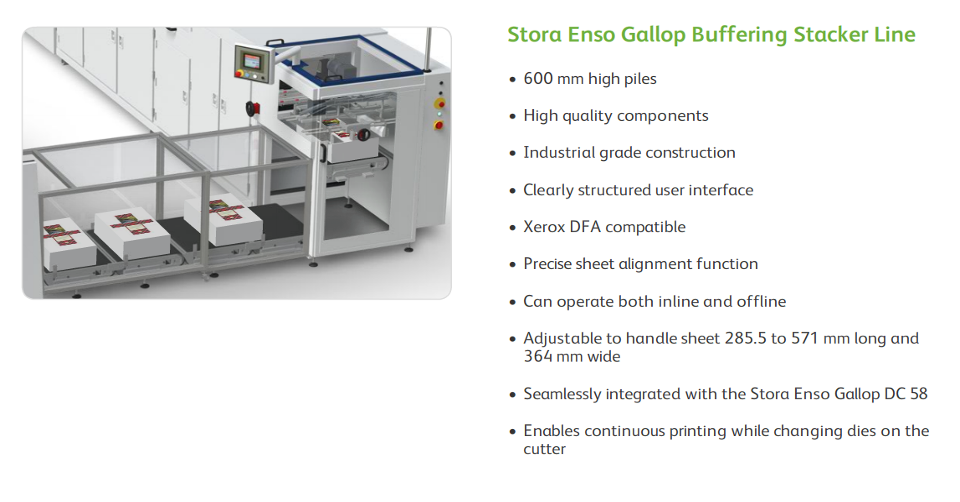 Stora Enso Gallop Buffering Stacker Line
• 600 mm high piles
• High quality components
• Industrial grade construction
• Clearly structured user interface
• Xerox DFA compatible
• Precise sheet alignment function
• Can operate both inline and offline
• Adjustable to handle sheet 285.5 to 571 mm long and
364 mm wide
• Seamlessly integrated with the Stora Enso Gallop DC 58
• Enables continuous printing while changing dies on the
cutter